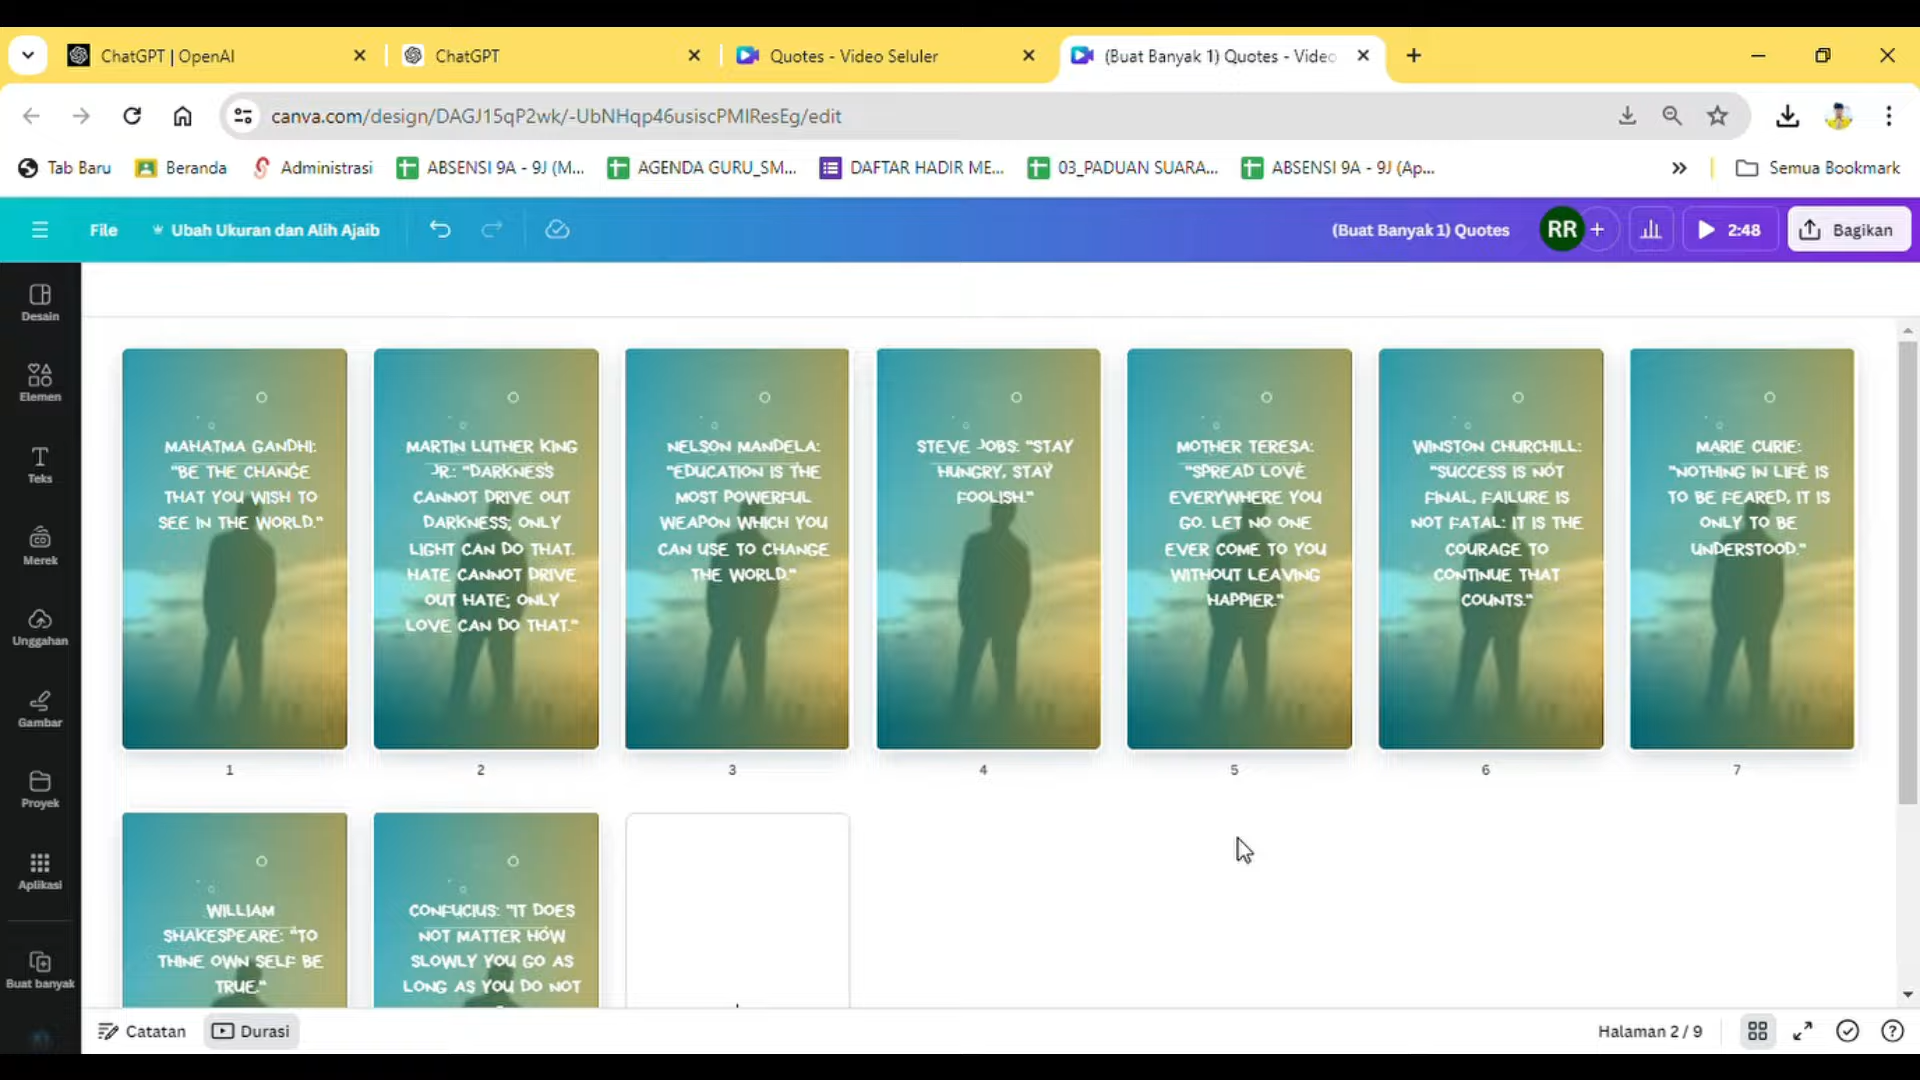 ChatGPT | OpenAI
ChatGPT
Quotes - Video Seluler
(Buat Banyak 1) Quotes - Video
canva.com/design/DAGJ15qP2wk/-UbNHqp46usiscPMIResEg/edit
Tab Baru
Beranda
Administrasi
ABSENSI 9A - 9J (M...
AGENDA GURU_SM...
DAFTAR HADIR ME...
03_PADUAN SUARA...
ABSENSI 9A - 9J (Ap...
Semua Bookmark
File
Ubah Ukuran dan Alih Ajaib
(Buat Banyak 1) Quotes
RR
2:48
Bagikan
Desain
Elemen
Teks
Merek
Unggahan
Gambar
Proyek
Aplikasi
Buat banyak
MAHATMA GANDHI:
"BE THE CHANGE
THAT YOU WISH TO
SEE IN THE WORLD."
1
MARTIN LUTHER KING
JR.: "DARKNESS
CANNOT DRIVE OUT
DARKNESS; ONLY
LIGHT CAN DO THAT.
HATE CANNOT DRIVE
OUT HATE; ONLY
LOVE CAN DO THAT."
2
NELSON MANDELA:
"EDUCATION IS THE
MOST POWERFUL
WEAPON WHICH YOU
CAN USE TO CHANGE
THE WORLD."
3
STEVE JOBS: "STAY
HUNGRY, STAY
FOOLISH."
4
MOTHER TERESA:
"SPREAD LOVE
EVERYWHERE YOU
GO. LET NO ONE
EVER COME TO YOU
WITHOUT LEAVING
HAPPIER."
5
WINSTON CHURCHILL:
"SUCCESS IS NOT
FINAL, FAILURE IS
NOT FATAL: IT IS THE
COURAGE TO
CONTINUE THAT
COUNTS."
6
MARIE CURIE:
"NOTHING IN LIFE IS
TO BE FEARED, IT IS
ONLY TO BE
UNDERSTOOD."
7
WILLIAM
SHAKESPEARE: "TO
THINE OWN SELF BE
TRUE."
CONFUCIUS: "IT DOES
NOT MATTER HOW
SLOWLY YOU GO AS
LONG AS YOU DO NOT
Catatan
Durasi
Halaman 2 / 9